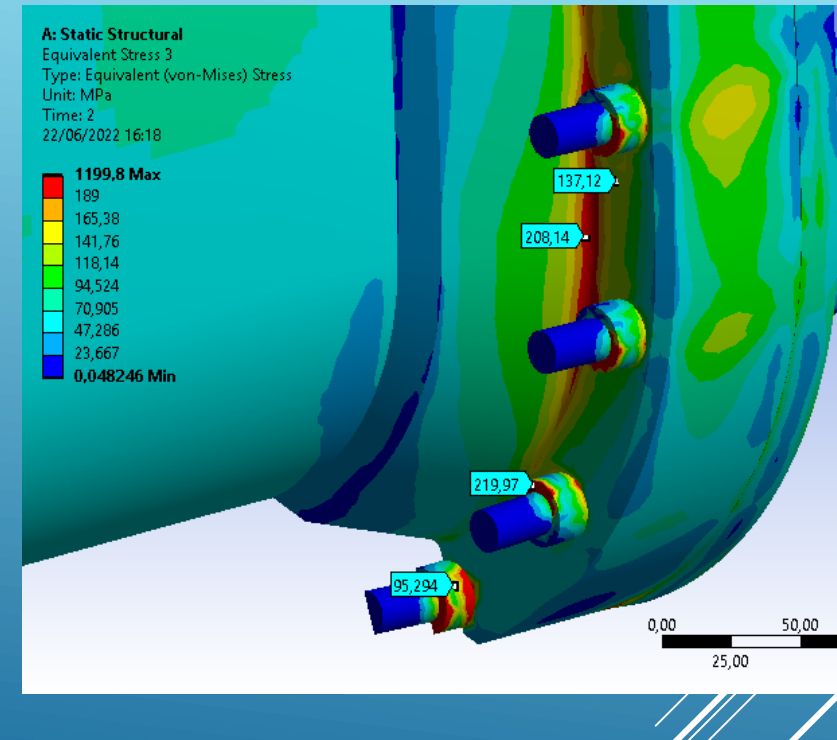 A: Static Structural
Equivalent Stress 3
Type: Equivalent (von-Mises) Stress
Unit: MPa
Time: 2
22/06/2022 16:18
1199,8 Max
189
165,38
141,76
118,14
94,524
70,905
47,286
23,667
0,048246 Min
137,12
208,14
219,97
95,294
0,00
50,00
25,00